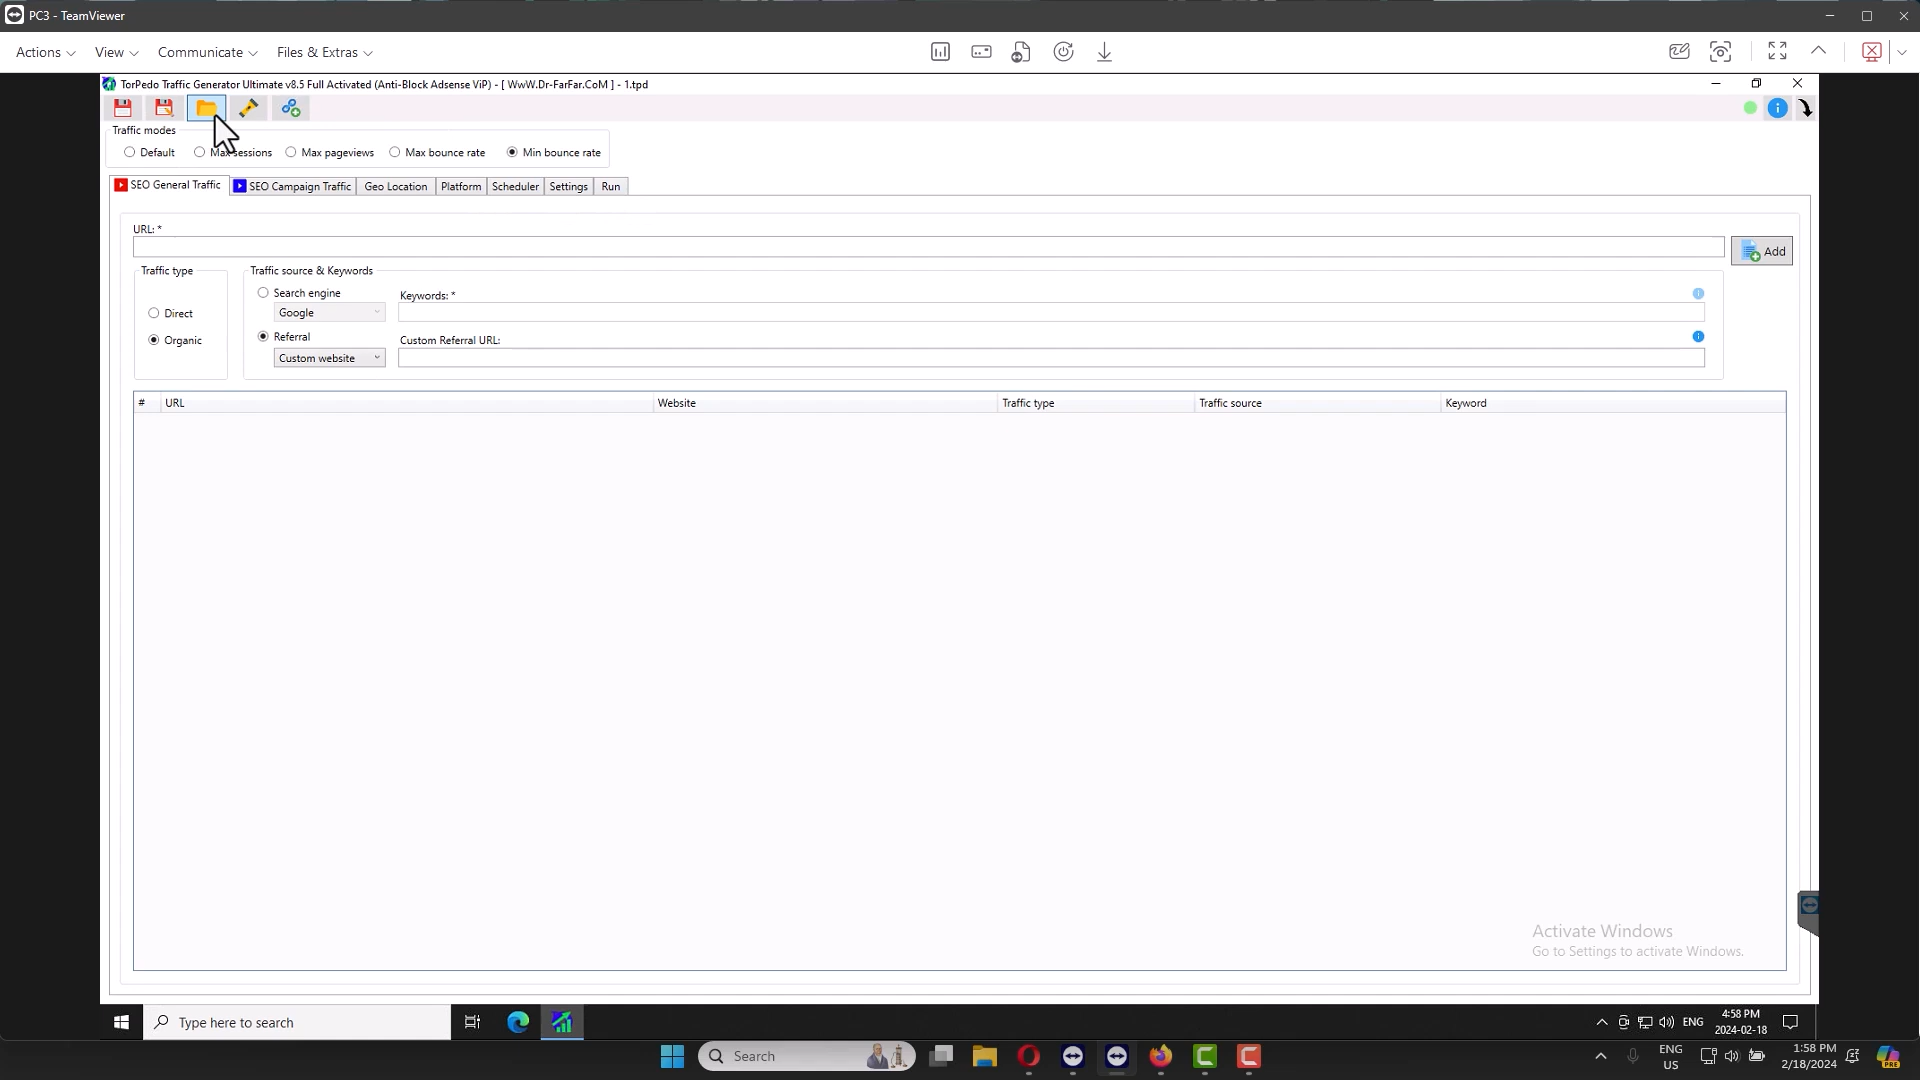 PC3 - TeamViewer
Actions View Communicate Files & Extras
TorPedo Traffic Generator Ultimate v8.5 Full Activated (Anti-Block Adsense ViP) - [ WwW.Dr-FarFar.CoM ] - 1.tpd
Traffic modes
Default Max sessions Max pageviews Max bounce rate Min bounce rate
SEO General Traffic SEO Campaign Traffic Geo Location Platform Scheduler Settings Run
URL: *
Add
Traffic type Traffic source & Keywords
Search engine Keywords: *
Direct Google
Organic Referral Custom Referral URL:
Custom website
# URL Website Traffic type Traffic source Keyword
Activate Windows
Go to Settings to activate Windows.
Type here to search ENG 4:58 PM
2024-02-18
Search ENG 1:58 PM
US 2/18/2024
PRE